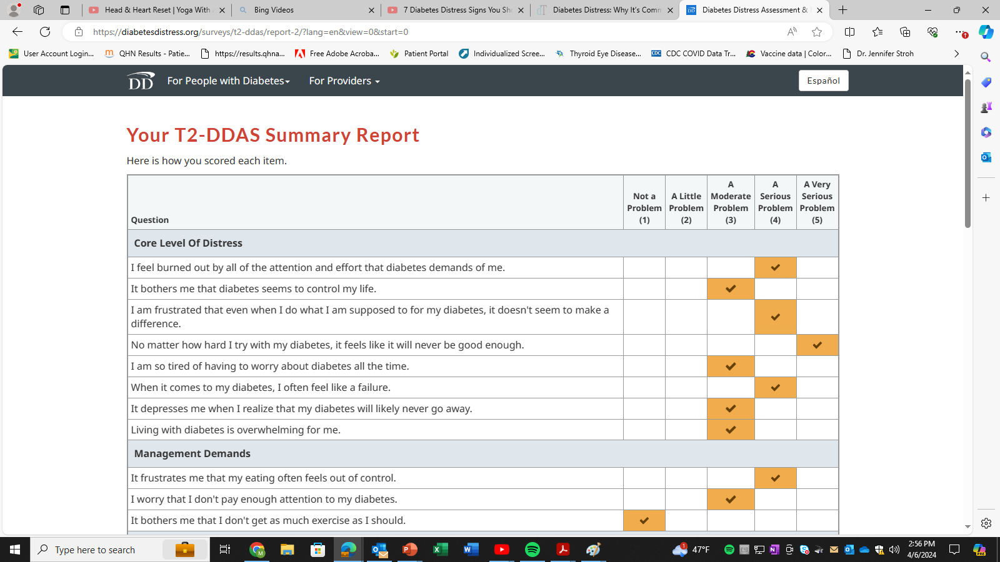 Head & Heart Reset | Yoga With
Bing Videos
7 Diabetes Distress Signs You Sh
Diabetes Distress: Why It's Comm
Diabetes Distress Assessment &
https://diabetesdistress.org/surveys/t2-ddas/report-2/?lang=en&view=0&start=0
User Account Login...
QHN Results - Patie...
https://results.qhna...
Free Adobe Acroba...
Patient Portal
Individualized Scree...
Thyroid Eye Disease...
CDC COVID Data Tr...
Vaccine data | Color...
Dr. Jennifer Stroh
DD
For People with Diabetes
For Providers
Español
Your T2-DDAS Summary Report
Here is how you scored each item.
Question
Not a Problem (1)
A Little Problem (2)
A Moderate Problem (3)
A Serious Problem (4)
A Very Serious Problem (5)
Core Level Of Distress
I feel burned out by all of the attention and effort that diabetes demands of me.
It bothers me that diabetes seems to control my life.
I am frustrated that even when I do what I am supposed to for my diabetes, it doesn't seem to make a
difference.
No matter how hard I try with my diabetes, it feels like it will never be good enough.
I am so tired of having to worry about diabetes all the time.
When it comes to my diabetes, I often feel like a failure.
It depresses me when I realize that my diabetes will likely never go away.
Living with diabetes is overwhelming for me.
Management Demands
It frustrates me that my eating often feels out of control.
I worry that I don't pay enough attention to my diabetes.
It bothers me that I don't get as much exercise as I should.
Type here to search
47°F
2:56 PM
4/6/2024